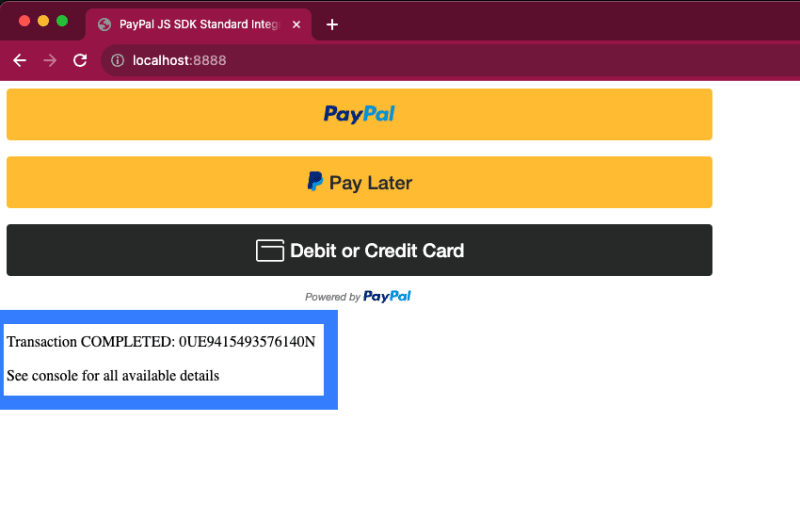 PayPal JS SDK Standard Integ
localhost:8888
PayPal
Pay Later
Debit or Credit Card
Powered by PayPal
Transaction COMPLETED: 0UE9415493576140N
See console for all available details